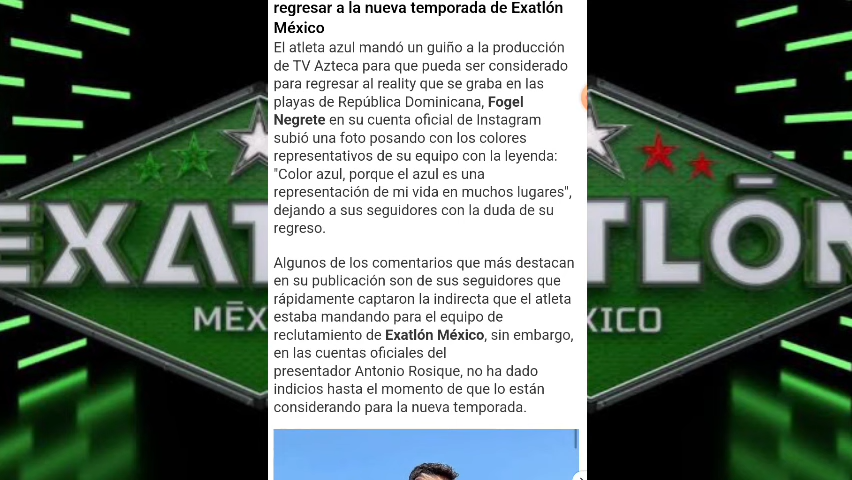 regresar a la nueva temporada de Exatlón
México
El atleta azul mandó un guiño a la producción
de TV Azteca para que pueda ser considerado
para regresar al reality que se graba en las
playas de República Dominicana, Fogel
Negrete en su cuenta oficial de Instagram
subió una foto posando con los colores
representativos de su equipo con la leyenda:
"Color azul, porque el azul es una
representación de mi vida en muchos lugares",
dejando a sus seguidores con la duda de su
regreso.
Algunos de los comentarios que más destacan
en su publicación son de sus seguidores que
rápidamente captaron la indirecta que el atleta
estaba mandando para el equipo de
reclutamiento de Exatlón México, sin embargo,
en las cuentas oficiales del
presentador Antonio Rosique, no ha dado
indicios hasta el momento de que lo están
considerando para la nueva temporada.
EXAT
TLÓN
MÉX
XICO